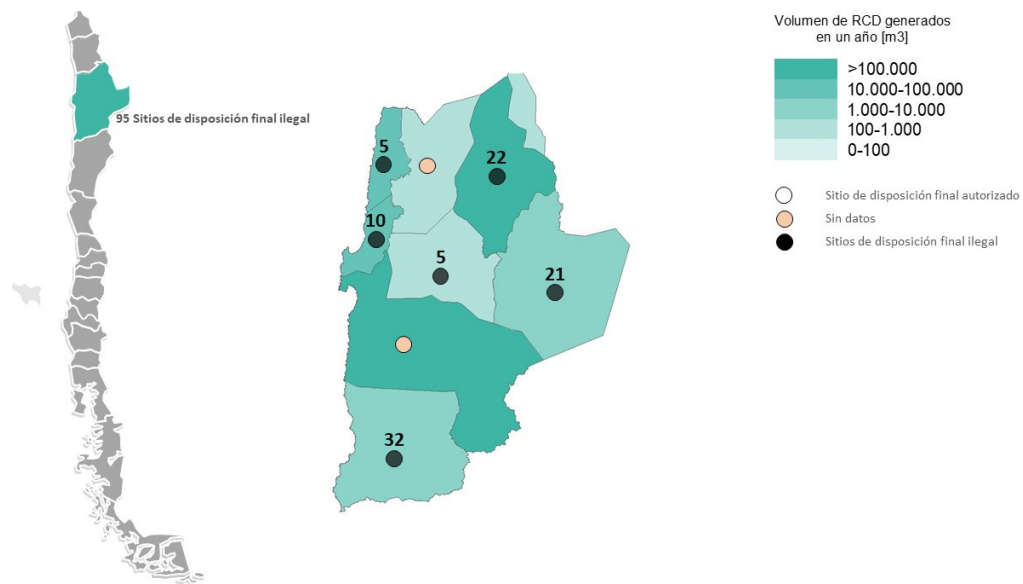 95 Sitios de disposición final ilegal
5
22
10
5
21
32
Volumen de RCD generados
en un año [m3]
>100.000
10.000-100.000
1.000-10.000
100-1.000
0-100
Sitio de disposición final autorizado
Sin datos
Sitios de disposición final ilegal